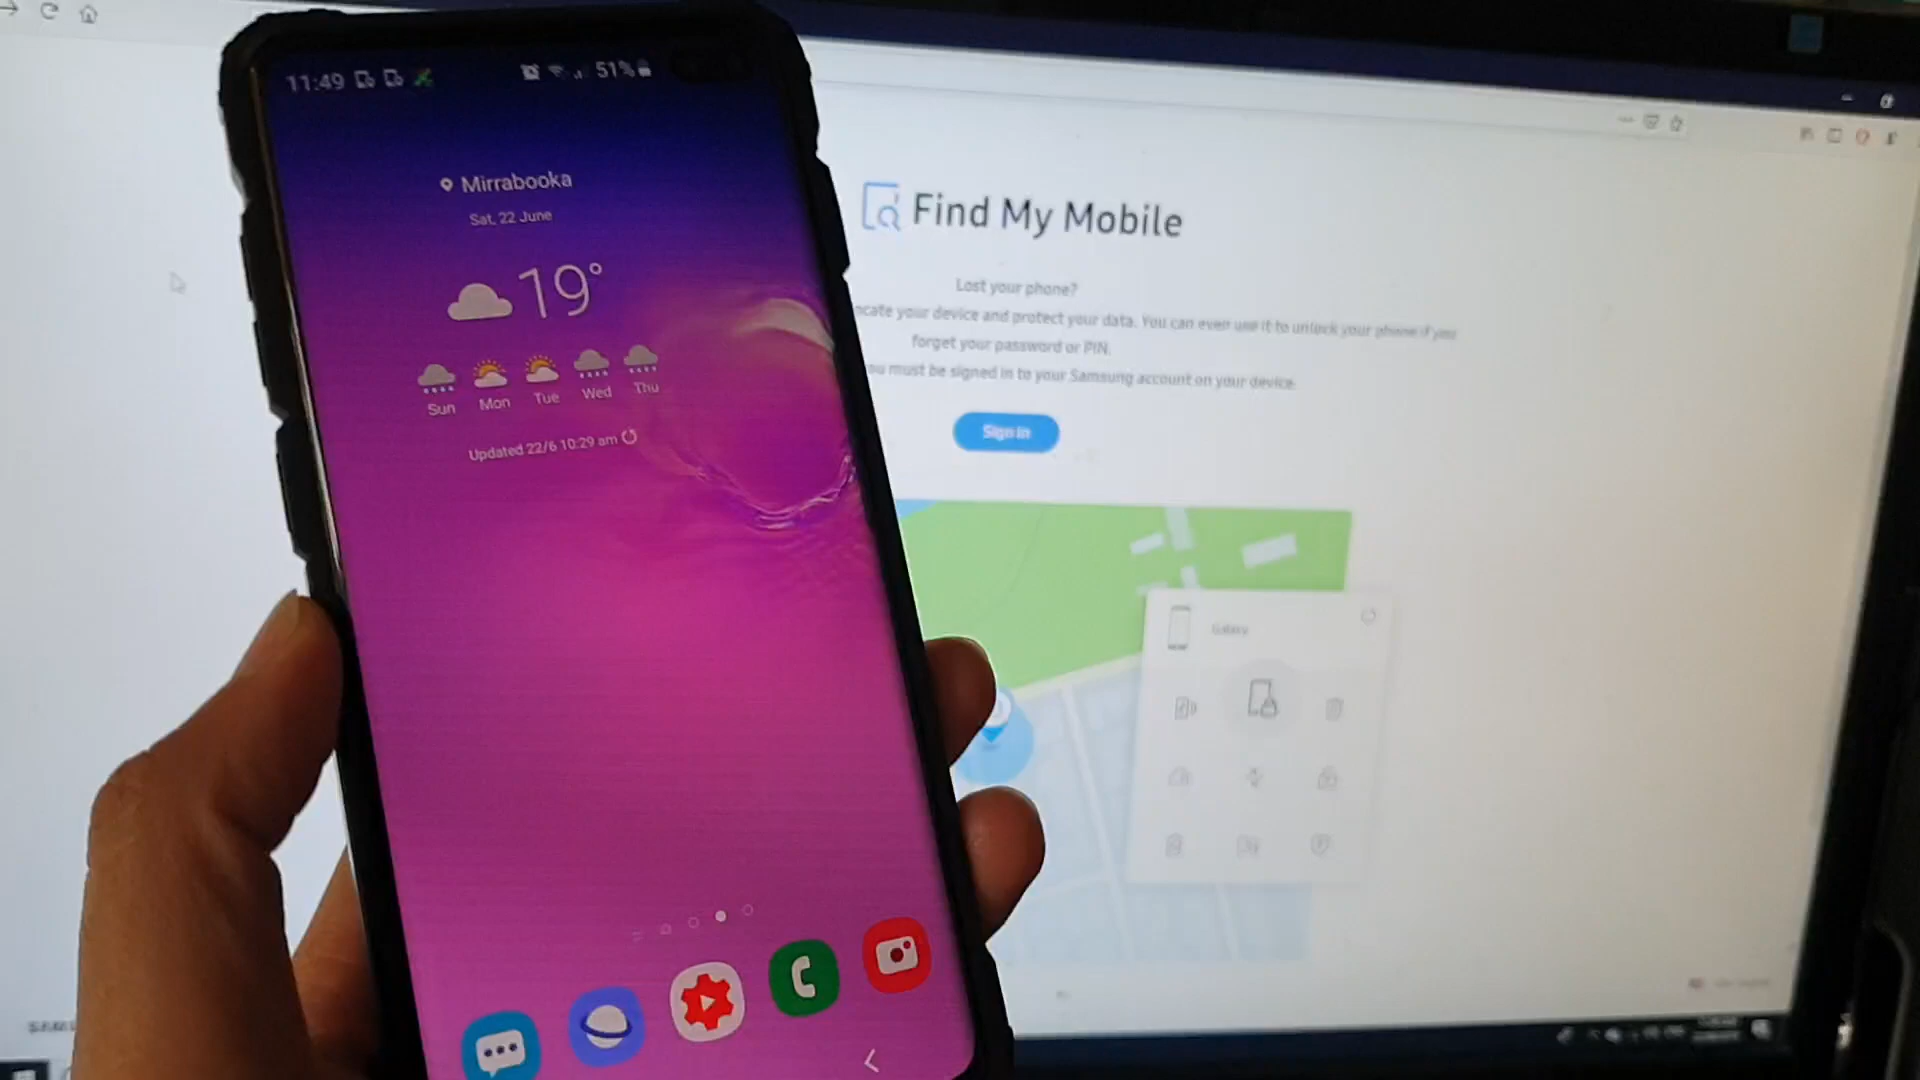 11:49
51%
Mirrabooka
Sat, 22 June
19°
Sun Mon Tue Wed Thu
Updated 22/6 10:29 am
Find My Mobile
Lost your phone?
ocate your device and protect your data. You can even use it to unlock your phone if you
forget your password or PIN.
ou must be signed in to your Samsung account on your device.
Sign in
Galaxy